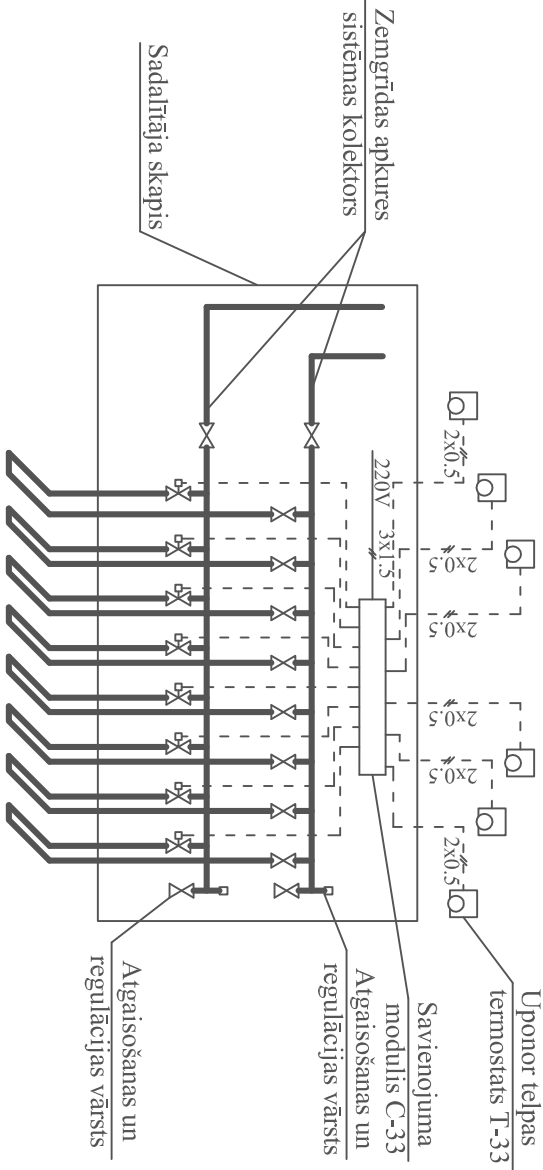 Zemgrīdas apkures
sistēmas kolektors
Sadalītāja skapis
2x0.5
2x0.5
2x0.5
2x0.5
2x0.5
2x0.5
220V
3x1.5
Uponor telpas
termostats T-33
Savienojuma
modulis C-33
Atgaisošanas un
regulācijas vārsts
Atgaisošanas un
regulācijas vārsts